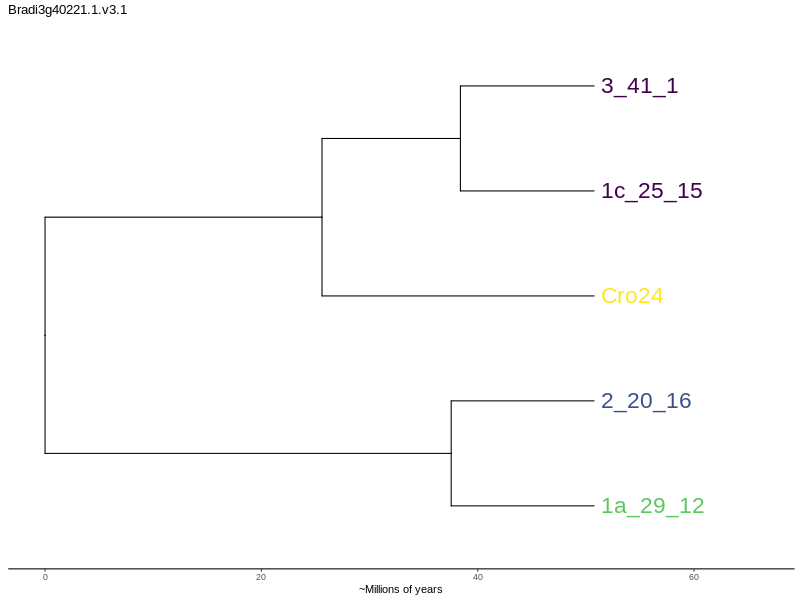 Bradi3g40221.1.v3.1
3_41_1
1c_25_15
Cro24
2_20_16
1a_29_12
0 20 40 60
~Millions of years